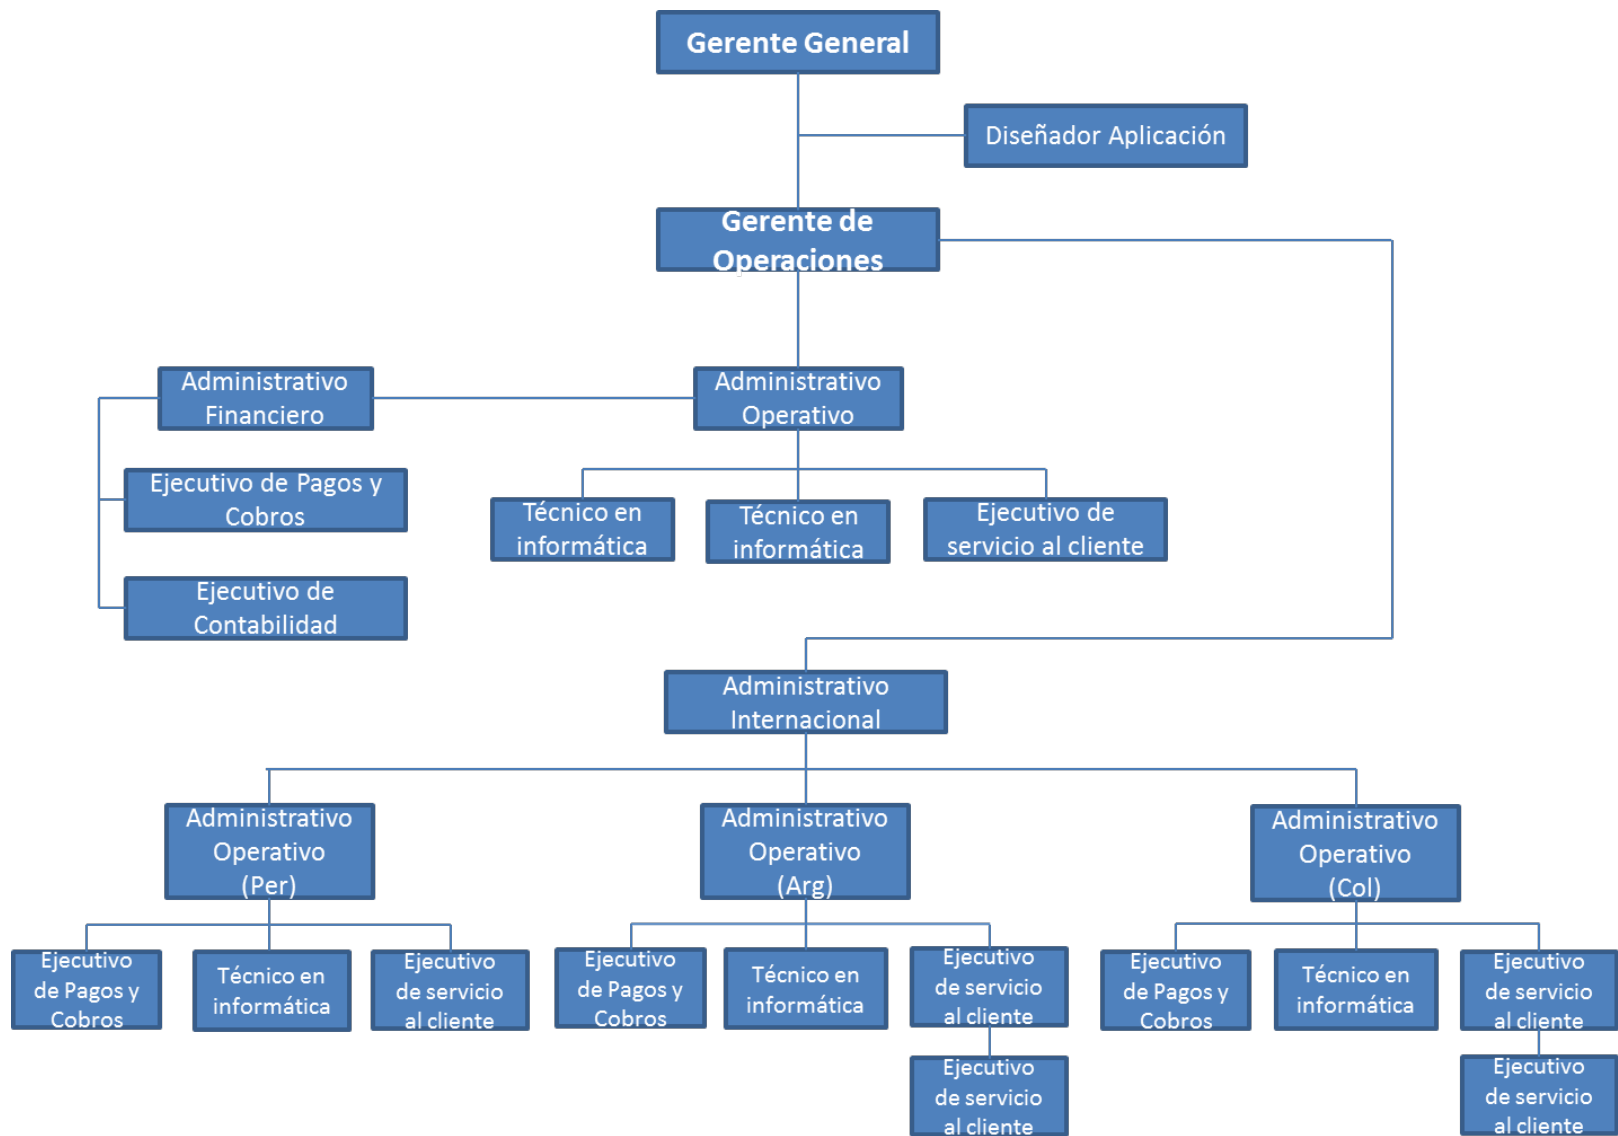 Gerente General
Diseñador Aplicación
Gerente de
Operaciones
Administrativo
Financiero
Administrativo
Operativo
Ejecutivo de Pagos y
Cobros
Técnico en
informática
Técnico en
informática
Ejecutivo de
servicio al cliente
Ejecutivo de
Contabilidad
Administrativo
Internacional
Administrativo
Operativo
(Per)
Administrativo
Operativo
(Arg)
Administrativo
Operativo
(Col)
Ejecutivo
de Pagos y
Cobros
Técnico en
informática
Ejecutivo
de servicio
al cliente
Ejecutivo
de Pagos y
Cobros
Técnico en
informática
Ejecutivo
de servicio
al cliente
Ejecutivo
de Pagos y
Cobros
Técnico en
informática
Ejecutivo
de servicio
al cliente
Ejecutivo
de servicio
al cliente
Ejecutivo
de servicio
al cliente